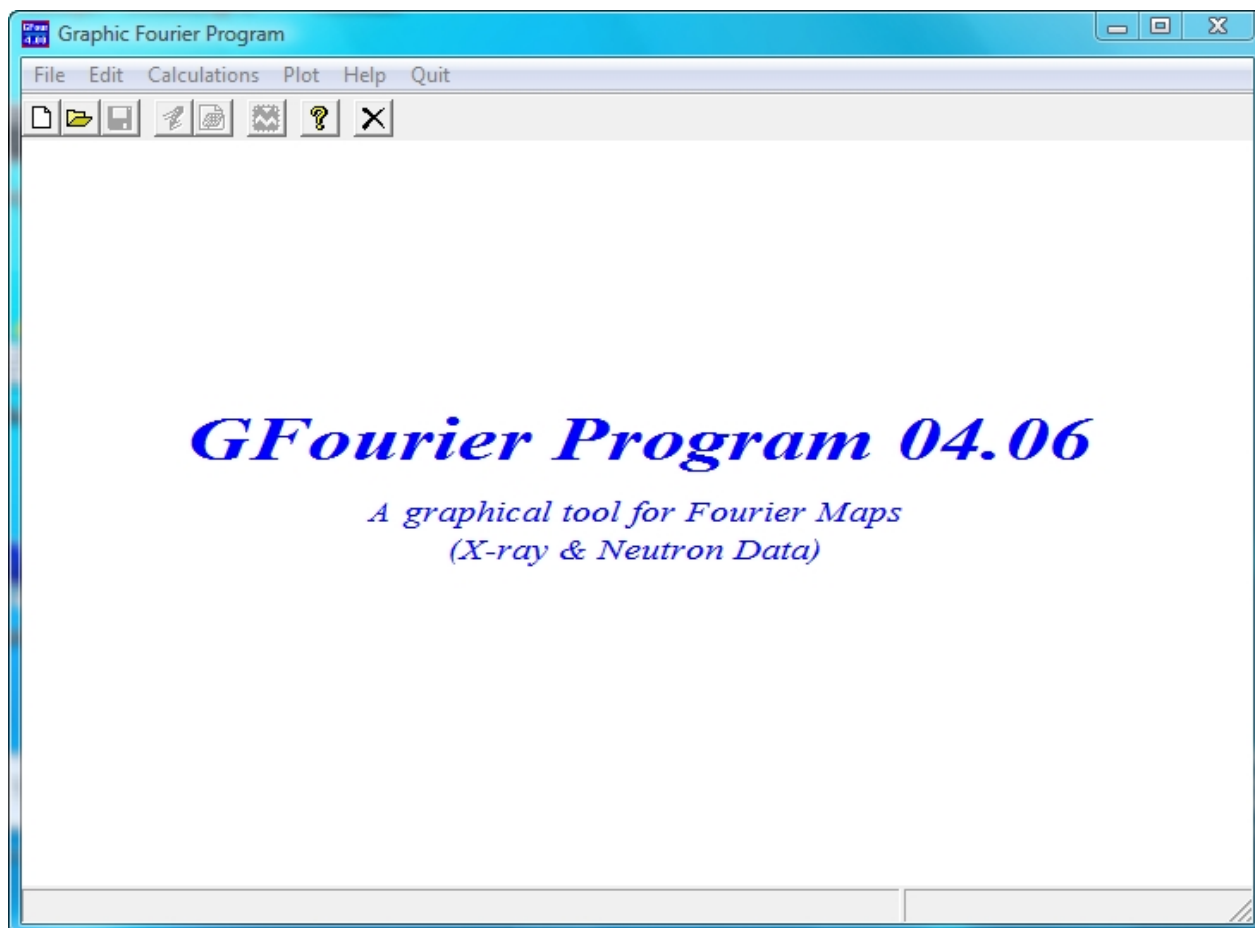 Graphic Fourier Program
File Edit Calculations Plot Help Quit
GFourier Program 04.06
A graphical tool for Fourier Maps
(X-ray & Neutron Data)